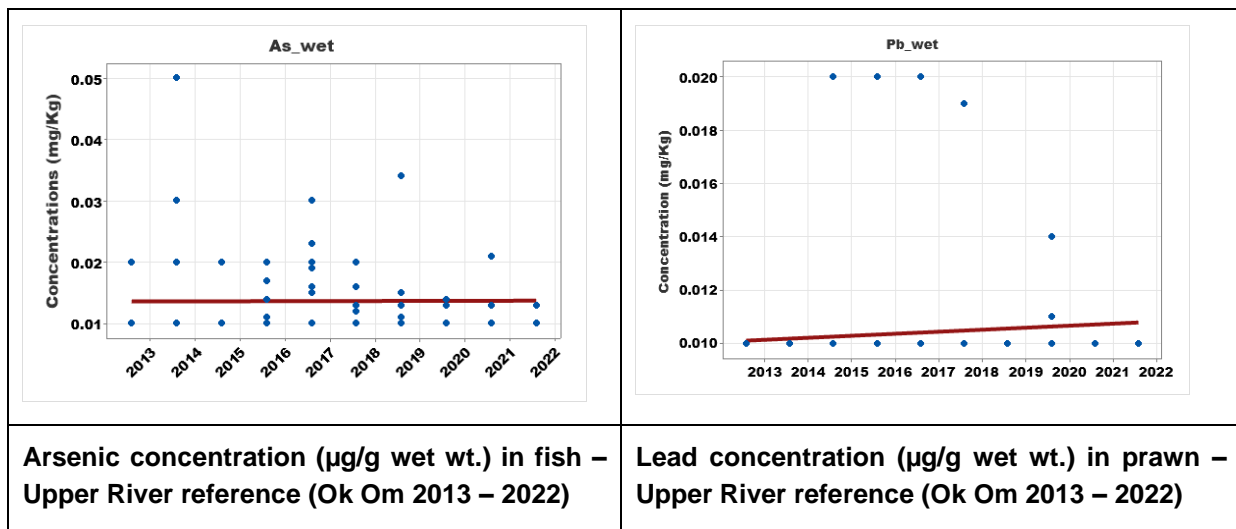 As_wet
Concentrations (mg/Kg)
0.05
0.04
0.03
0.02
0.01
2013 2014 2015 2016 2017 2018 2019 2020 2021 2022
Pb_wet
Concentration (mg/Kg)
0.020
0.018
0.016
0.014
0.012
0.010
2013 2014 2015 2016 2017 2018 2019 2020 2021 2022
Arsenic concentration (µg/g wet wt.) in fish –
Upper River reference (Ok Om 2013 – 2022)
Lead concentration (µg/g wet wt.) in prawn –
Upper River reference (Ok Om 2013 – 2022)